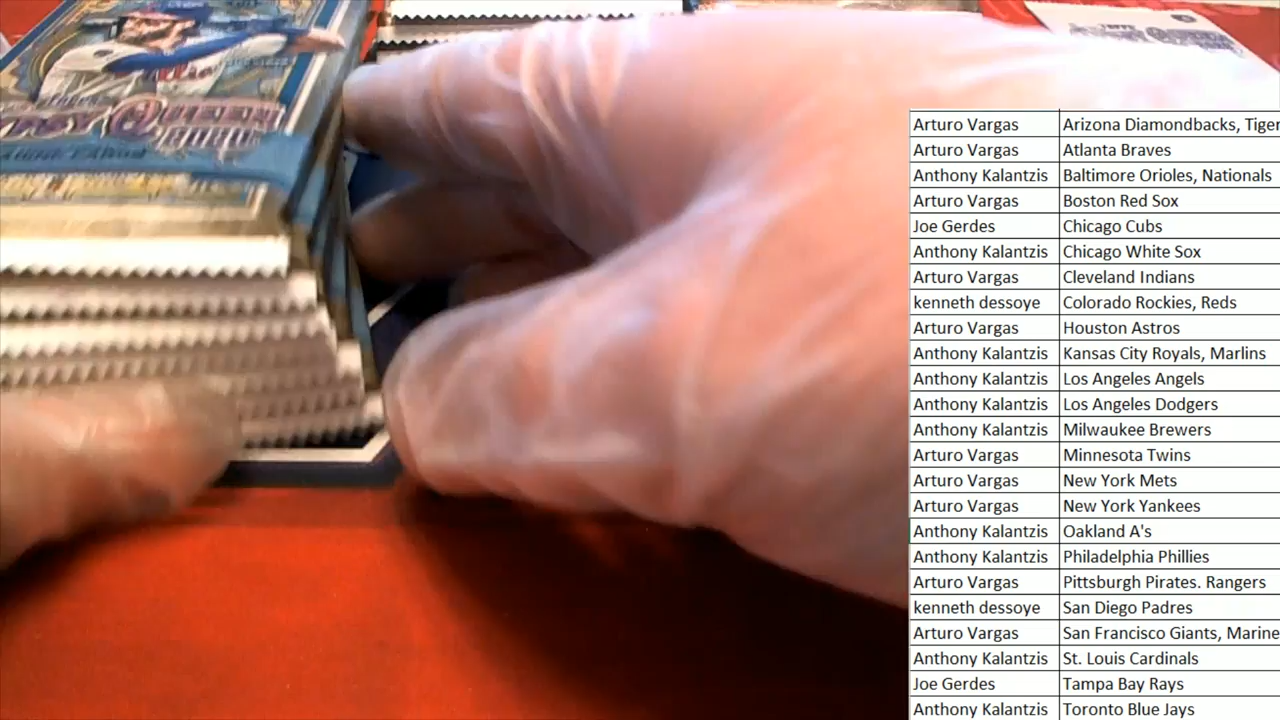 QUEEN
Arturo Vargas Arizona Diamondbacks, Tiger
Arturo Vargas Atlanta Braves
Anthony Kalantzis Baltimore Orioles, Nationals
Arturo Vargas Boston Red Sox
Joe Gerdes Chicago Cubs
Anthony Kalantzis Chicago White Sox
Arturo Vargas Cleveland Indians
kenneth dessoye Colorado Rockies, Reds
Arturo Vargas Houston Astros
Anthony Kalantzis Kansas City Royals, Marlins
Anthony Kalantzis Los Angeles Angels
Anthony Kalantzis Los Angeles Dodgers
Anthony Kalantzis Milwaukee Brewers
Arturo Vargas Minnesota Twins
Arturo Vargas New York Mets
Arturo Vargas New York Yankees
Anthony Kalantzis Oakland A's
Anthony Kalantzis Philadelphia Phillies
Arturo Vargas Pittsburgh Pirates. Rangers
kenneth dessoye San Diego Padres
Arturo Vargas San Francisco Giants, Marine
Anthony Kalantzis St. Louis Cardinals
Joe Gerdes Tampa Bay Rays
Anthony Kalantzis Toronto Blue Jays